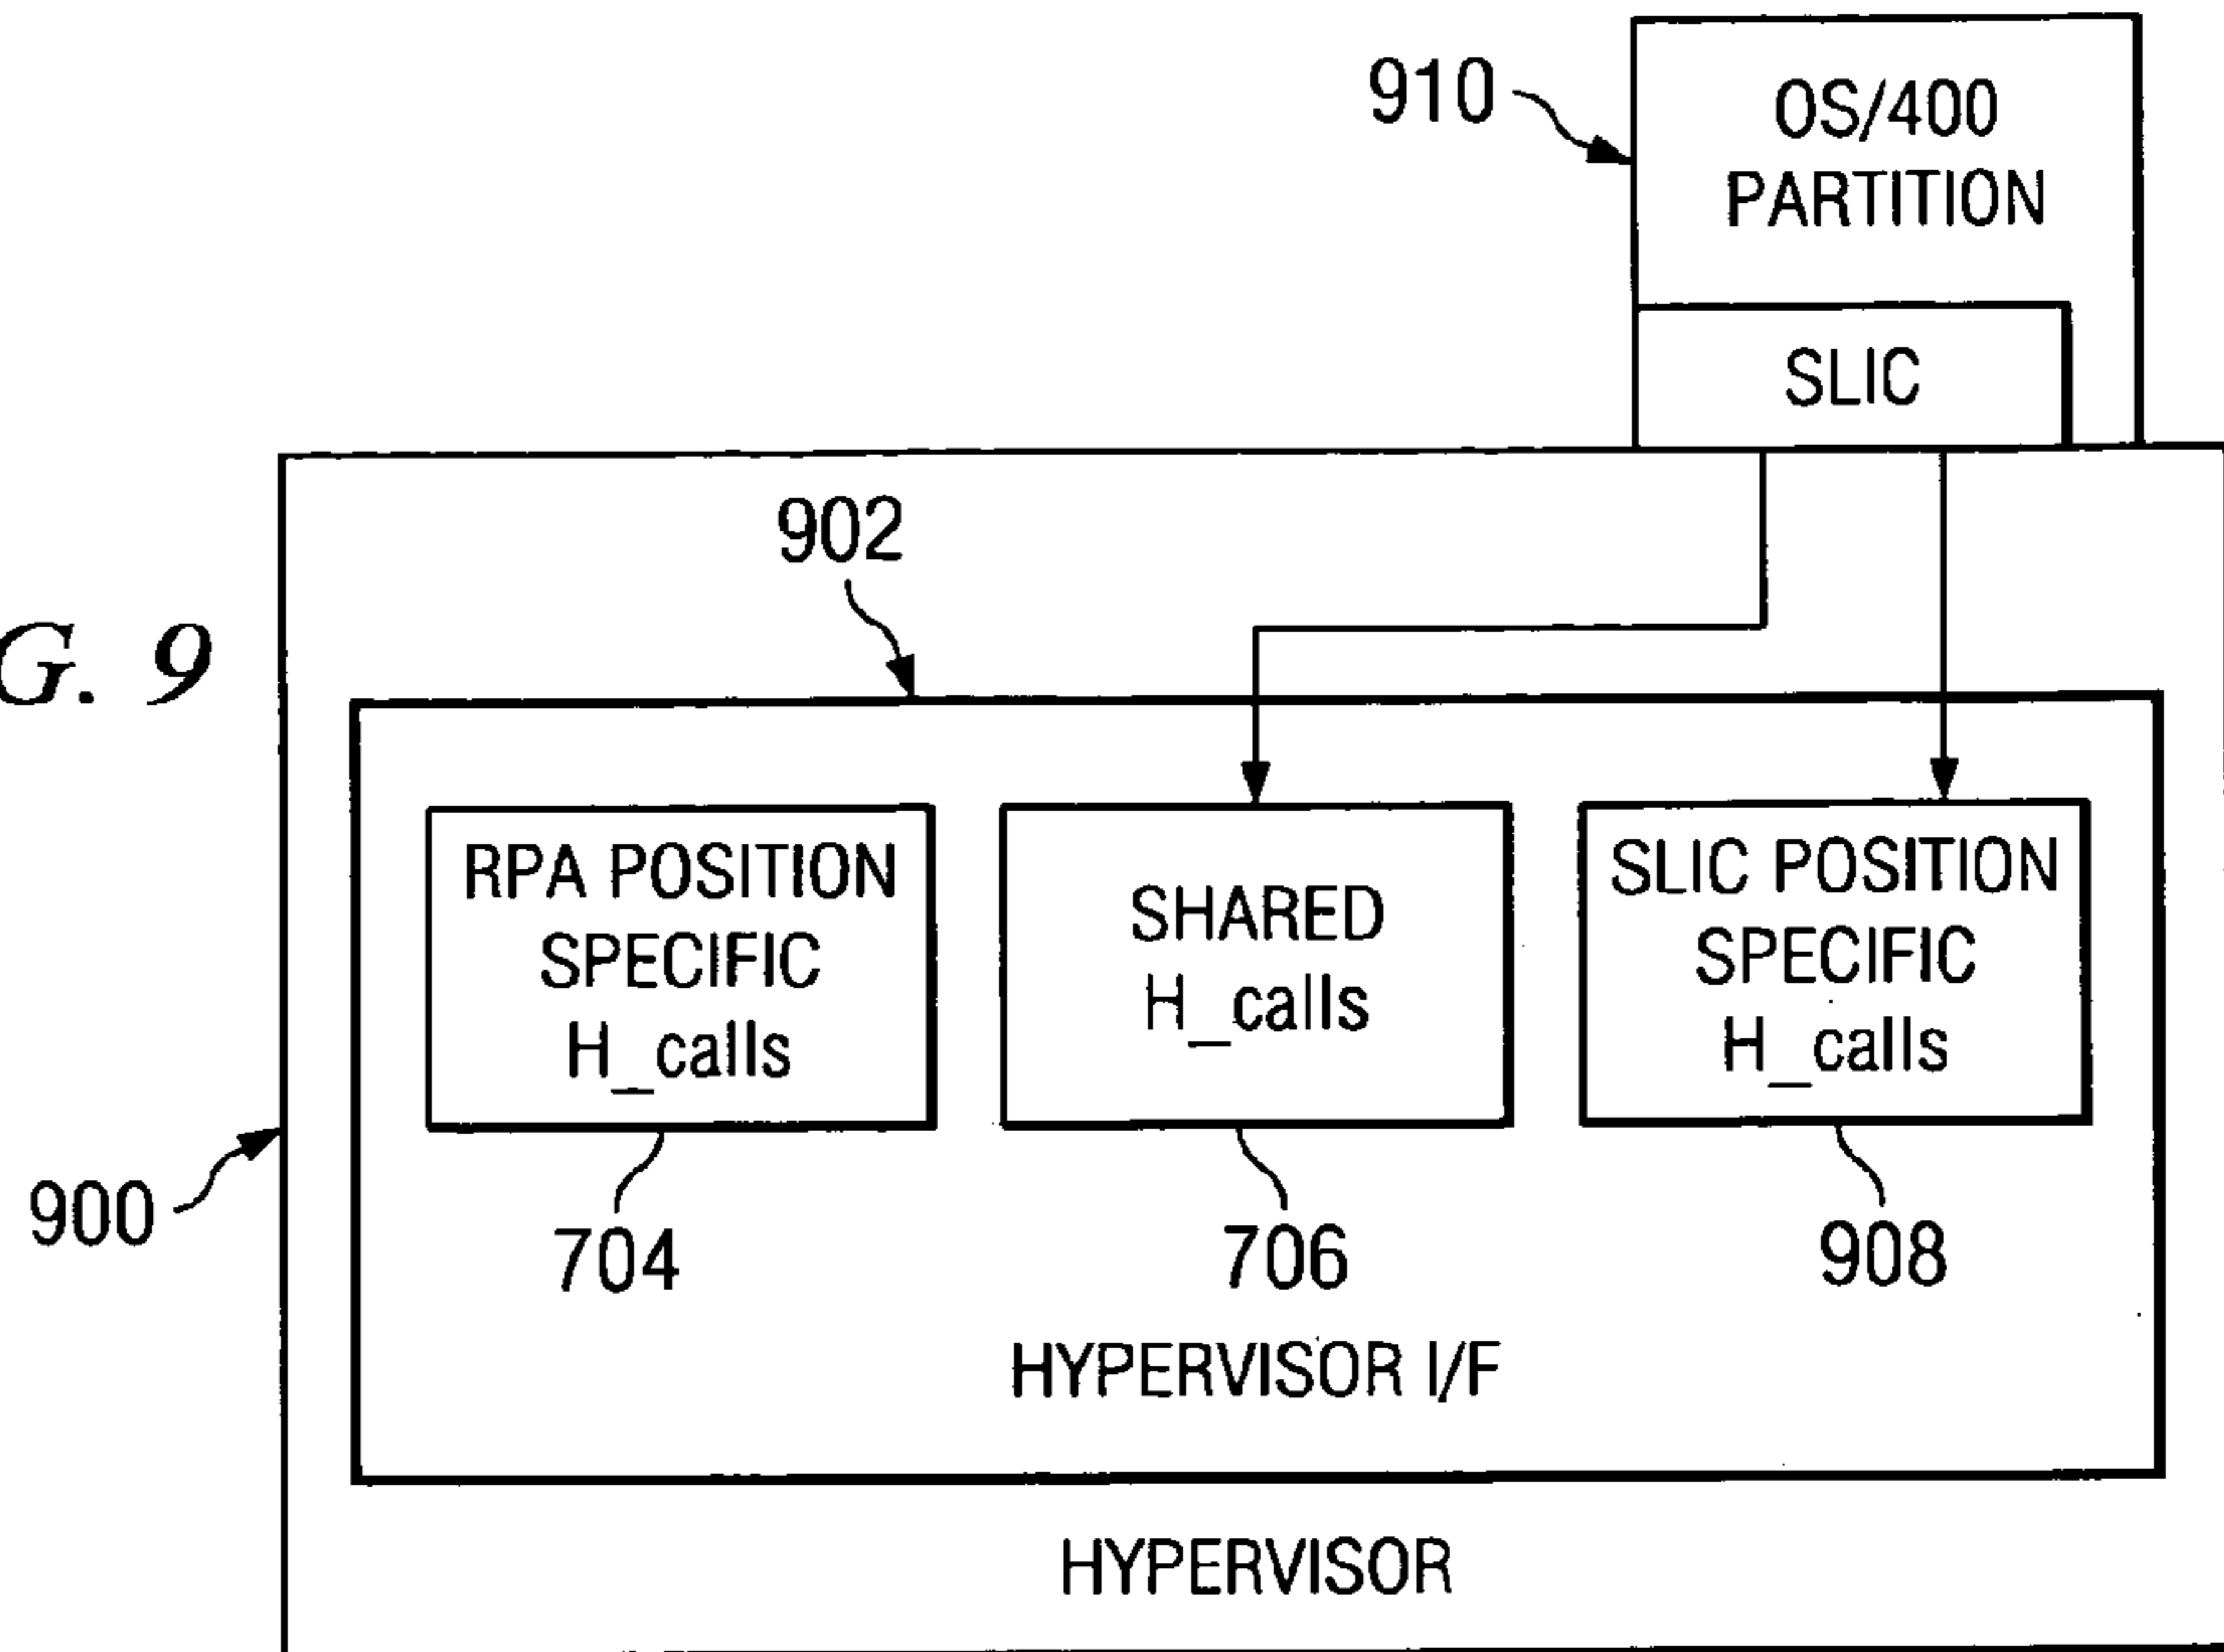 910
OS/400
PARTITION
SLIC
902
G. 9
RPA POSITION
SPECIFIC
H_calls
SHARED
H_calls
SLIC POSITION
SPECIFIC
H_calls
900
704
706
908
HYPERVISOR I/F
HYPERVISOR